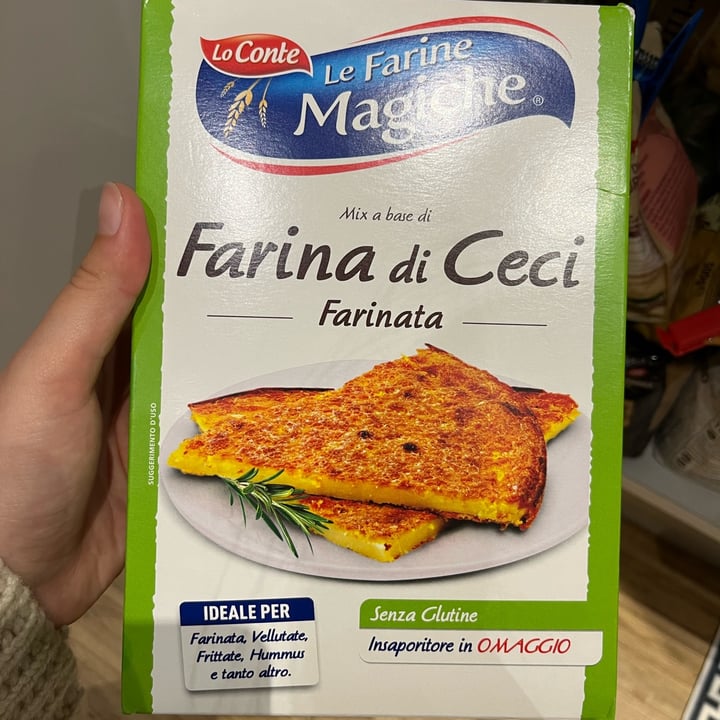 Lo Conte
Le Farine
Magiche®
Mix a base di
Farina di Ceci
Farinata
SUGGERIMENTO D'USO
IDEALE PER
Farinata, Vellutate,
Frittate, Hummus
e tanto altro.
Senza Glutine
Insaporitore in OMAGGIO